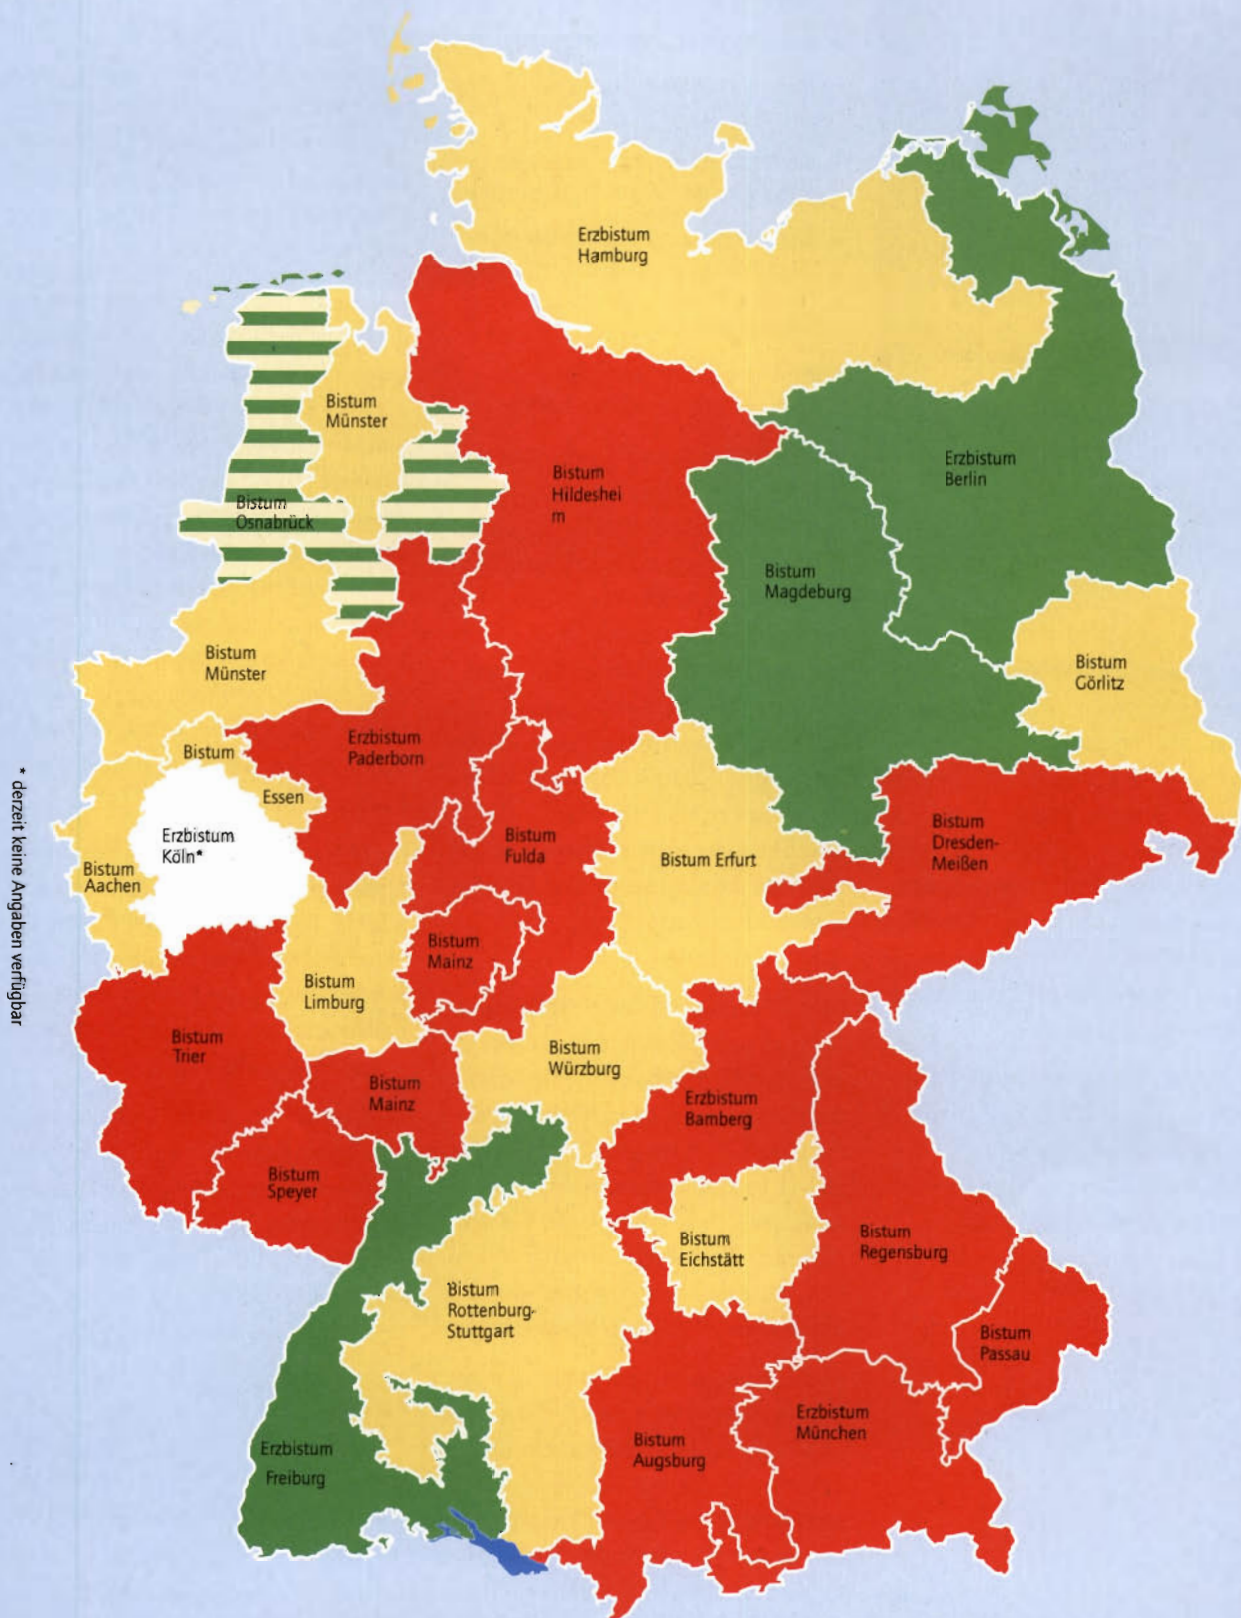 Erzbistum
Hamburg
Bistum
Münster
Erzbistum
Berlin
Bistum
Hildeshei
m
Bistum
Osnabrück
Bistum
Magdeburg
Bistum
Münster
Bistum
Görlitz
Erzbistum
Paderborn
Bistum
Essen
Erzbistum
Köln*
Bistum
Fulda
Bistum Erfurt
Bistum
Dresden-
Meißen
Bistum
Aachen
Bistum
Mainz
Bistum
Limburg
Bistum
Trier
Bistum
Würzburg
Bistum
Mainz
Erzbistum
Bamberg
Bistum
Speyer
Bistum
Eichstätt
Bistum
Regensburg
Bistum
Rottenburg-
Stuttgart
Bistum
Passau
Erzbistum
München
Bistum
Augsburg
Erzbistum
Freiburg
* derzeit keine Angaben verfügbar